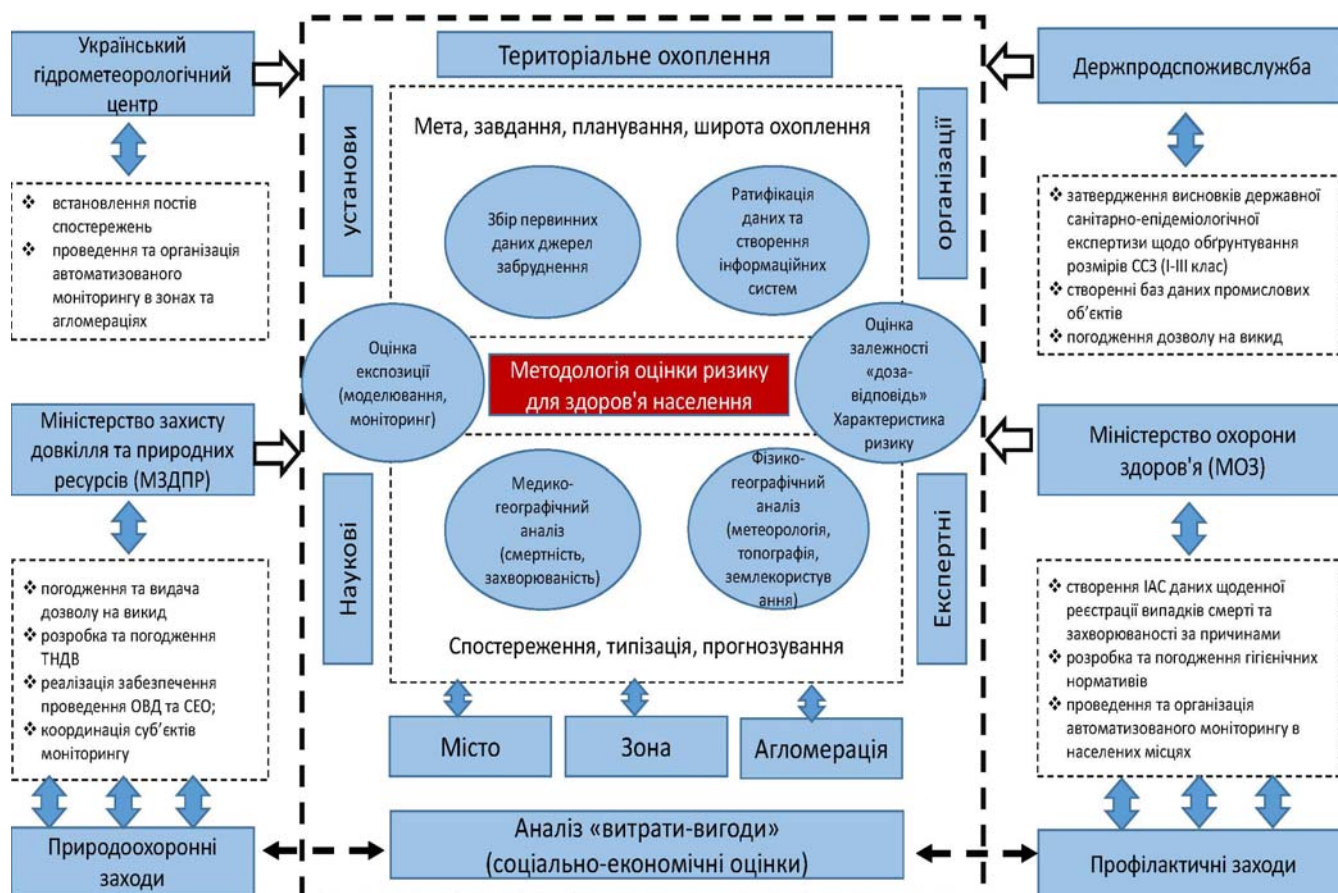 Український
гідрометеорологічний
центр
❖ встановлення постів
спостережень
❖ проведення та організація
автоматизованого
моніторингу в зонах та
агломераціях
Міністерство захисту
довкілля та природних
ресурсів (МЗДПР)
❖ погодження та видача
дозволу на викид
❖ розробка та погодження
ТНДВ
❖ реалізація забезпечення
проведення ОВД та СЕО;
❖ координація суб’єктів
моніторингу
Природоохоронні
заходи
Територіальне охоплення
установи
організації
Мета, завдання, планування, широта охоплення
Збір первинних
даних джерел
забруднення
Ратифікація
даних та
створення
інформаційних
систем
Оцінка
експозиції
(моделювання,
моніторинг)
Методологія оцінки ризику
для здоров'я населення
Оцінка
залежності
«доза-
відповідь»
Характеристика
ризику
Наукові
Експертні
Медико-
географічний
аналіз
(смертність,
захворюваність)
Фізико-
географічний
аналіз
(метеорологія,
топографія,
землекористув
ання)
Спостереження, типізація, прогнозування
Місто
Зона
Агломерація
Аналіз «витрати-вигоди»
(соціально-економічні оцінки)
Держпродспоживслужба
❖ затвердження висновків державної
санітарно-епідеміологічної
експертизи щодо обґрунтування
розмірів ССЗ (І-ІІІ клас)
❖ створенні баз даних промислових
об’єктів
❖ погодження дозволу на викид
Міністерство охорони
здоров'я (МОЗ)
❖ створення ІАС даних щоденної
реєстрації випадків смерті та
захворюваності за причинами
❖ розробка та погодження гігієнічних
нормативів
❖ проведення та організація
автоматизованого моніторингу в
населених місцях
Профілактичні заходи